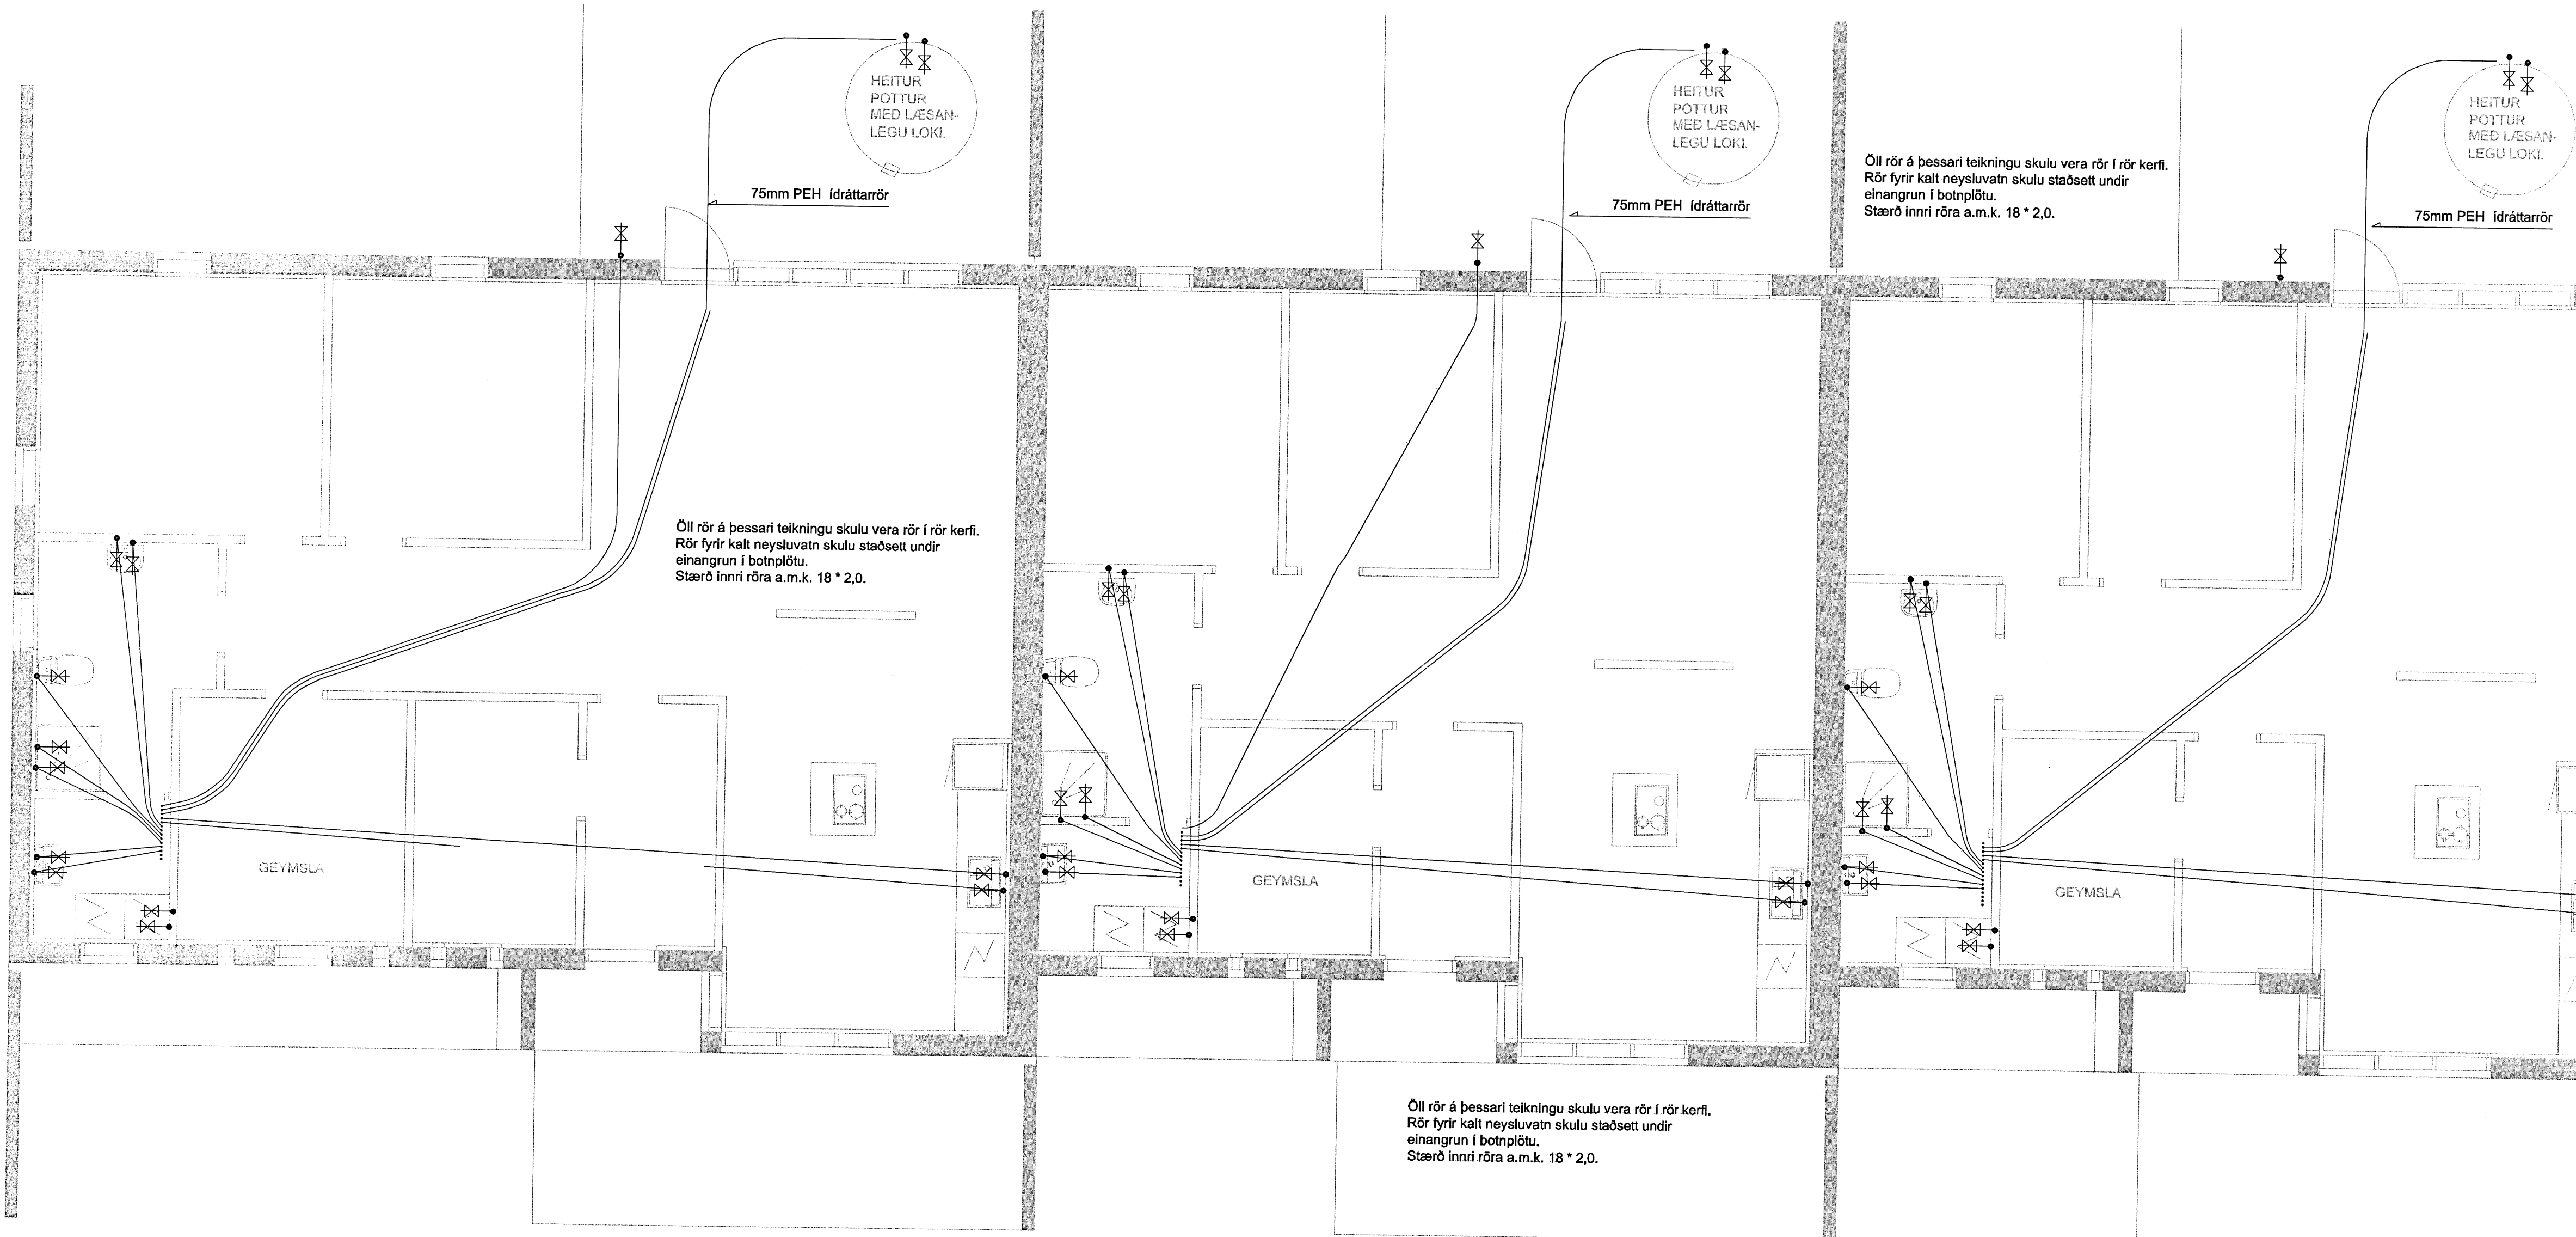 HEITUR
POTTUR
MEÐ LÆSAN-
LEGU LOKI.
75mm PEH ídráttarrör
HEITUR
POTTUR
MEÐ LÆSAN-
LEGU LOKI.
75mm PEH ídráttarrör
Öll rör á þessari teikningu skulu vera rör í rör kerfi.
Rör fyrir kalt neysluvatn skulu staðsett undir
einangrun í botnplötu.
Stærð innri röra a.m.k. 18 * 2,0.
HEITUR
POTTUR
MEÐ LÆSAN-
LEGU LOKI.
75mm PEH ídráttarrör
Öll rör á þessari teikningu skulu vera rör í rör kerfi.
Rör fyrir kalt neysluvatn skulu staðsett undir
einangrun í botnplötu.
Stærð innri röra a.m.k. 18 * 2,0.
GEYMSLA
GEYMSLA
GEYMSLA
Öll rör á þessari teikningu skulu vera rör í rör kerfi.
Rör fyrir kalt neysluvatn skulu staðsett undir
einangrun í botnplötu.
Stærð innri röra a.m.k. 18 * 2,0.